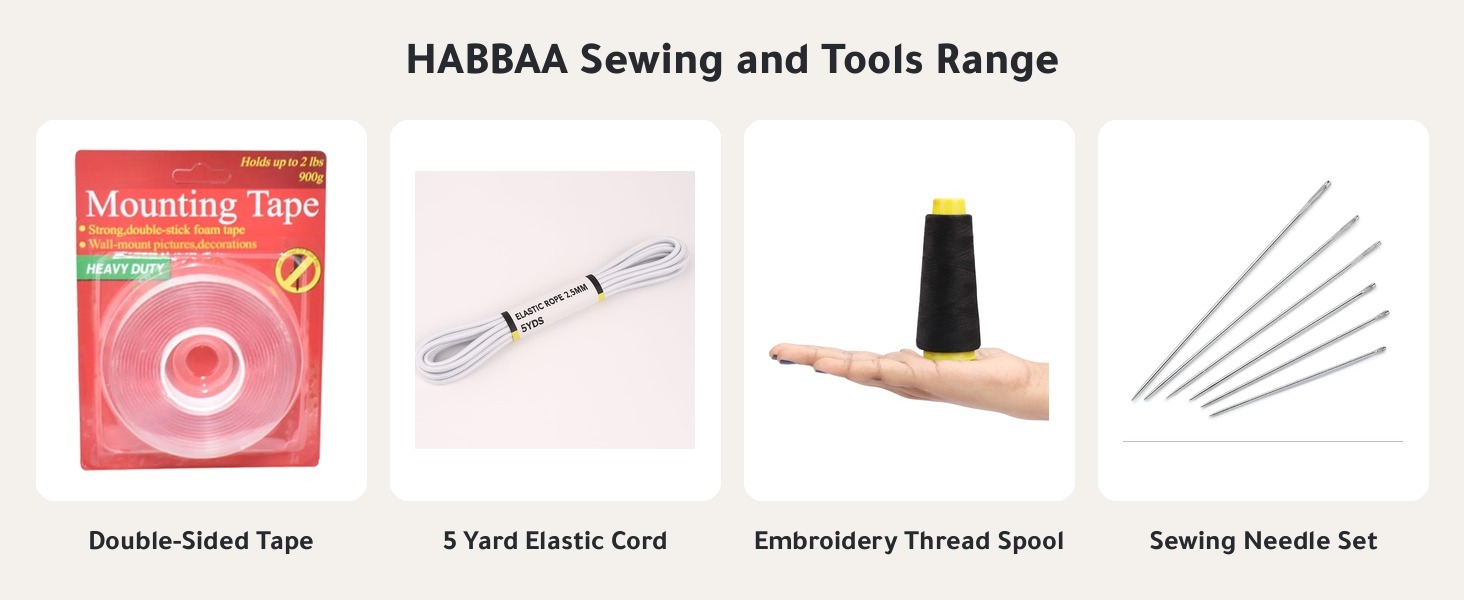 HABBAA Sewing and Tools Range
Holds up to 2 lbs
900g
Mounting Tape
• Strong,double-stick foam tape
• Wall-mount pictures,decorations
HEAVY DUTY
ELASTIC ROPE 2.5MM
5YDS
Double-Sided Tape
5 Yard Elastic Cord
Embroidery Thread Spool
Sewing Needle Set